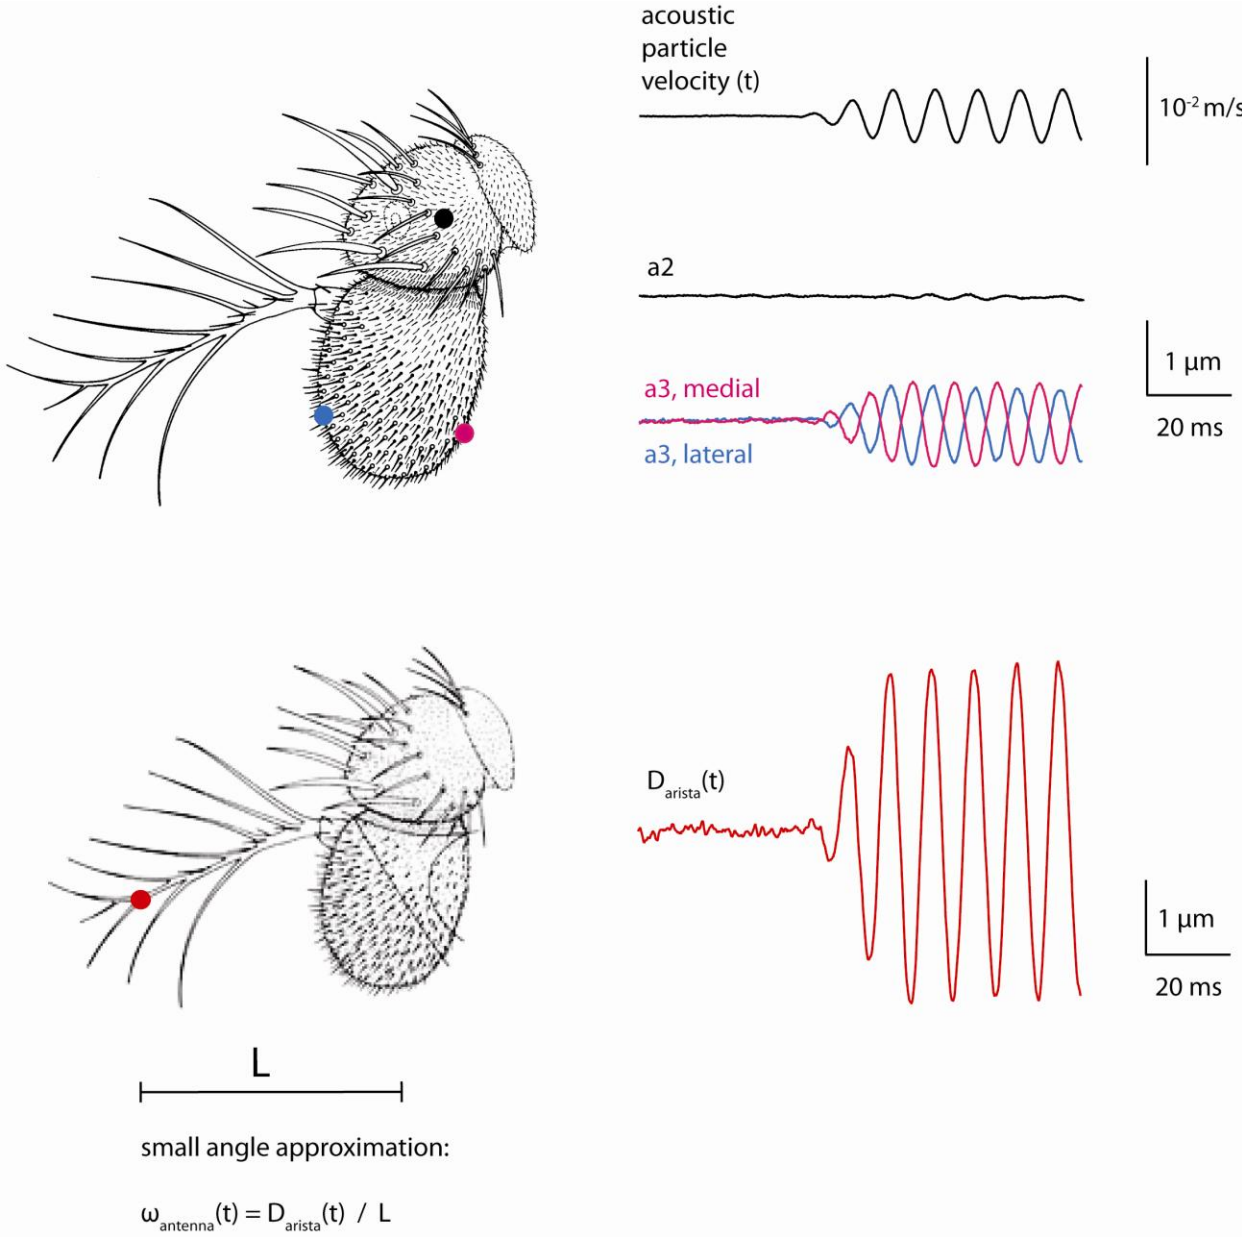 acoustic
particle
velocity (t)
10⁻² m/s
a2
1 μm
20 ms
a3, medial
a3, lateral
D_arista(t)
1 μm
20 ms
L
small angle approximation:
ω_antenna(t) = D_arista(t) / L